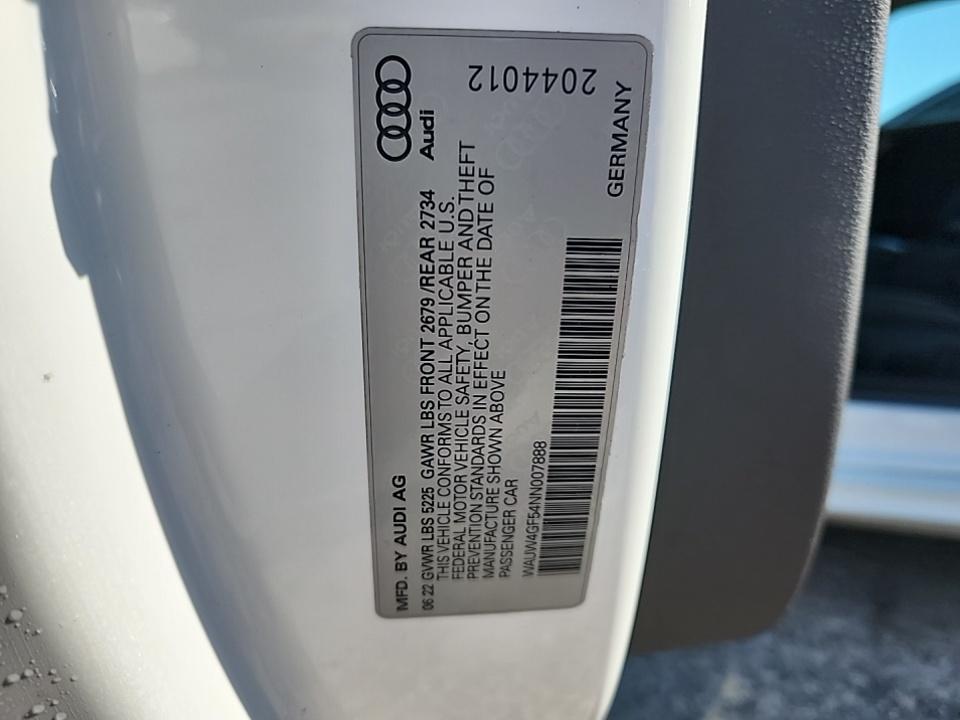 MFD. BY AUDI AG
Audi
06 22 GVWR LBS 5225 GAWR LBS FRONT 2679 /REAR 2734
THIS VEHICLE CONFORMS TO ALL APPLICABLE U.S.
FEDERAL MOTOR VEHICLE SAFETY, BUMPER AND THEFT
PREVENTION STANDARDS IN EFFECT ON THE DATE OF
MANUFACTURE SHOWN ABOVE
PASSENGER CAR
WAUW4GF54NN007888
GERMANY
2044012